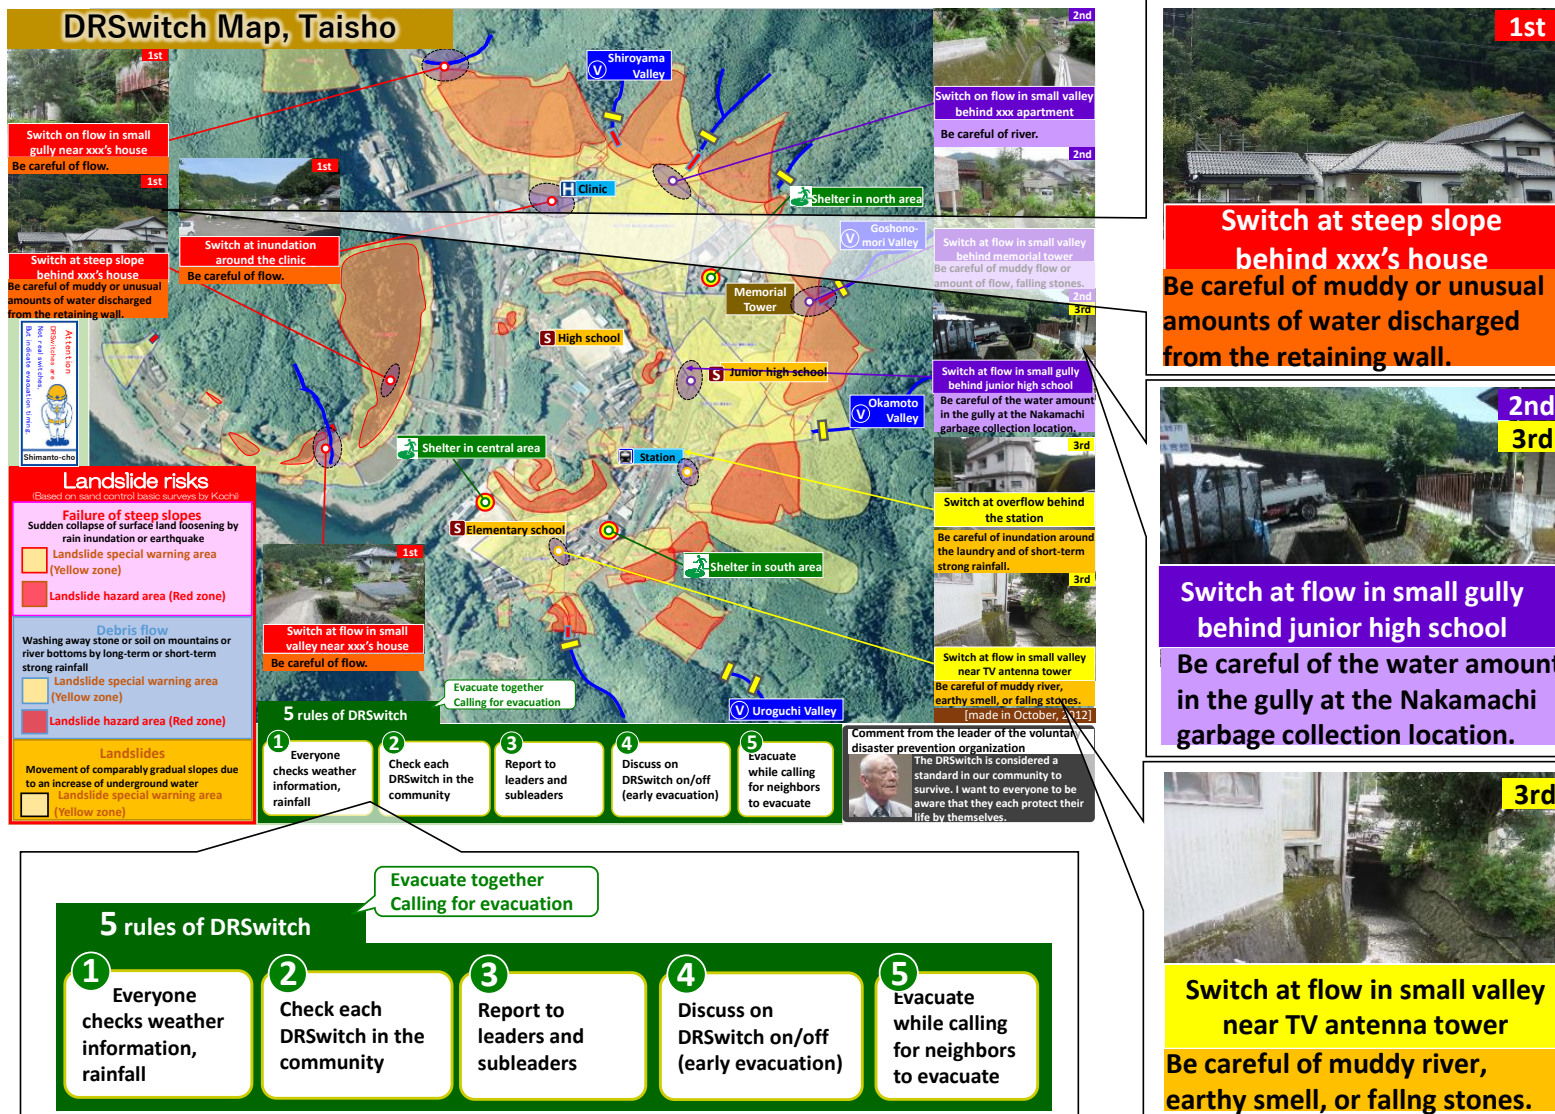 DRSwitch Map, Taisho
1st
Switch on flow in small
gully near xxx's house
Be careful of flow.
1st
Switch at steep slope
behind xxx's house
Be careful of muddy or unusual
amounts of water discharged
from the retaining wall.
1st
Switch at inundation
around the clinic
Be careful of flow.
Attention
DRSwitches are
Not real switches,
But indicate evacuation timing.
Shimanto-cho
Landslide risks
(Based on sand control basic surveys by Kochi)
Failure of steep slopes
Sudden collapse of surface land loosening by
rain inundation or earthquake
Landslide special warning area
(Yellow zone)
Landslide hazard area (Red zone)
Debris flow
Washing away stone or soil on mountains or
river bottoms by long-term or short-term
strong rainfall
Landslide special warning area
(Yellow zone)
Landslide hazard area (Red zone)
Landslides
Movement of comparably gradual slopes due
to an increase of underground water
Landslide special warning area
(Yellow zone)
V Shiroyama
Valley
H Clinic
Shelter in north area
V Goshono-
mori Valley
Memorial
Tower
S High school
S Junior high school
V Okamoto
Valley
Shelter in central area
Station
S Elementary school
Shelter in south area
V Uroguchi Valley
1st
Switch at flow in small
valley near xxx's house
Be careful of flow.
2nd
Switch on flow in small valley
behind xxx apartment
Be careful of river.
2nd
Switch at flow in small valley
behind memorial tower
Be careful of muddy flow or
amount of flow, falling stones.
2nd
3rd
Switch at flow in small gully
behind junior high school
Be careful of the water amount
in the gully at the Nakamachi
garbage collection location.
3rd
Switch at overflow behind
the station
Be careful of inundation around
the laundry and of short-term
strong rainfall.
3rd
Switch at flow in small valley
near TV antenna tower
Be careful of muddy river,
earthy smell, or fallng stones.
[made in October, 2012]
Evacuate together
Calling for evacuation
5 rules of DRSwitch
1
Everyone
checks weather
information,
rainfall
2
Check each
DRSwitch in the
community
3
Report to
leaders and
subleaders
4
Discuss on
DRSwitch on/off
(early evacuation)
5
Evacuate
while calling
for neighbors
to evacuate
Comment from the leader of the voluntary
disaster prevention organization
The DRSwitch is considered a
standard in our community to
survive. I want to everyone to be
aware that they each protect their
life by themselves.
Evacuate together
Calling for evacuation
5 rules of DRSwitch
1
Everyone
checks weather
information,
rainfall
2
Check each
DRSwitch in the
community
3
Report to
leaders and
subleaders
4
Discuss on
DRSwitch on/off
(early evacuation)
5
Evacuate
while calling
for neighbors
to evacuate
1st
Switch at steep slope
behind xxx's house
Be careful of muddy or unusual
amounts of water discharged
from the retaining wall.
2nd
3rd
Switch at flow in small gully
behind junior high school
Be careful of the water amount
in the gully at the Nakamachi
garbage collection location.
3rd
Switch at flow in small valley
near TV antenna tower
Be careful of muddy river,
earthy smell, or fallng stones.